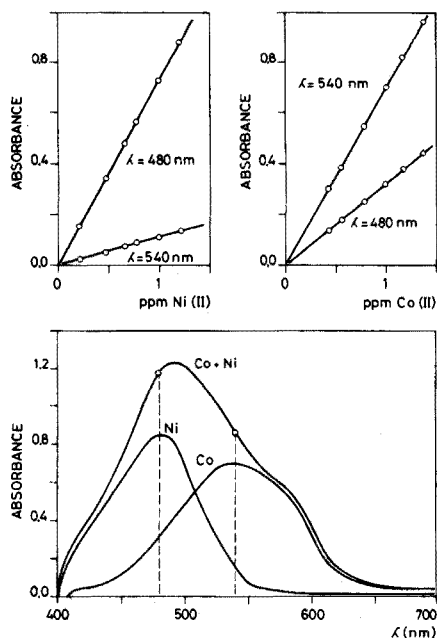 ABSORBANCE
0.8
0.4
0.0
0
1
λ=480 nm
λ=540 nm
ppm Ni (II)
ABSORBANCE
0.8
0.4
0.0
0
1
λ=540 nm
λ=480 nm
ppm Co (II)
ABSORBANCE
1.2
0.8
0.4
0.0
400
500
600
700
Co + Ni
Ni
Co
λ(nm)